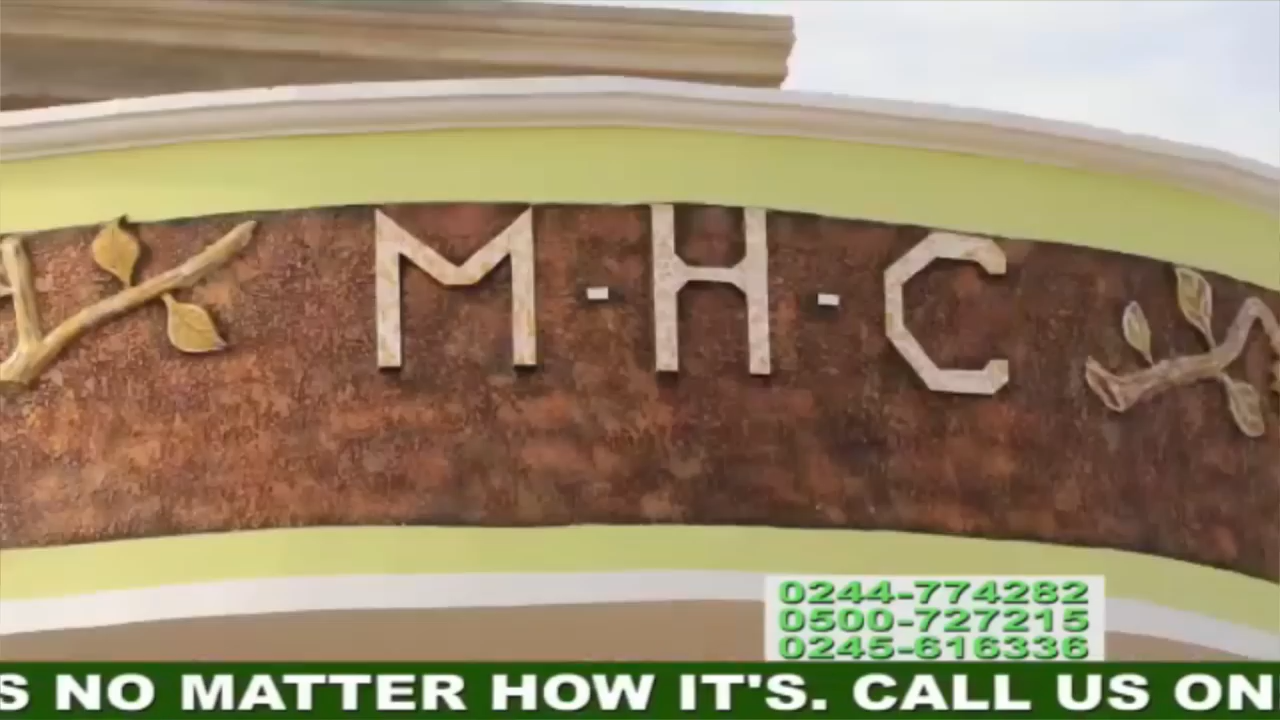 M-H-C
0244-774282
0500-727215
0245-616336
S NO MATTER HOW IT'S. CALL US ON